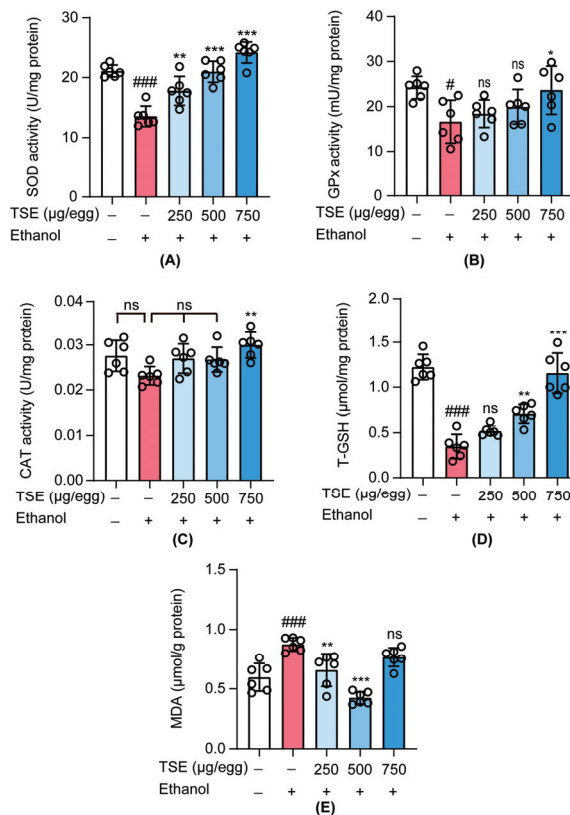 SOD activity (U/mg protein)
30
20
10
0
###
**
***
***
TSE (μg/egg) – – 250 500 750
Ethanol – + + + +
(A)
GPx activity (mU/mg protein)
40
30
20
10
0
#
ns
ns
*
TSE (μg/egg) – – 250 500 750
Ethanol – + + + +
(B)
CAT activity (U/mg protein)
0.04
0.03
0.02
0.01
0.00
ns
ns
**
TSE (μg/egg) – – 250 500 750
Ethanol – + + + +
(C)
T-GSH (μmol/mg protein)
2.0
1.5
1.0
0.5
0.0
###
ns
**
***
TSE (μg/egg) – – 250 500 750
Ethanol – + + + +
(D)
MDA (μmol/g protein)
1.5
1.0
0.5
0.0
###
**
***
ns
TSE (μg/egg) – – 250 500 750
Ethanol – + + + +
(E)